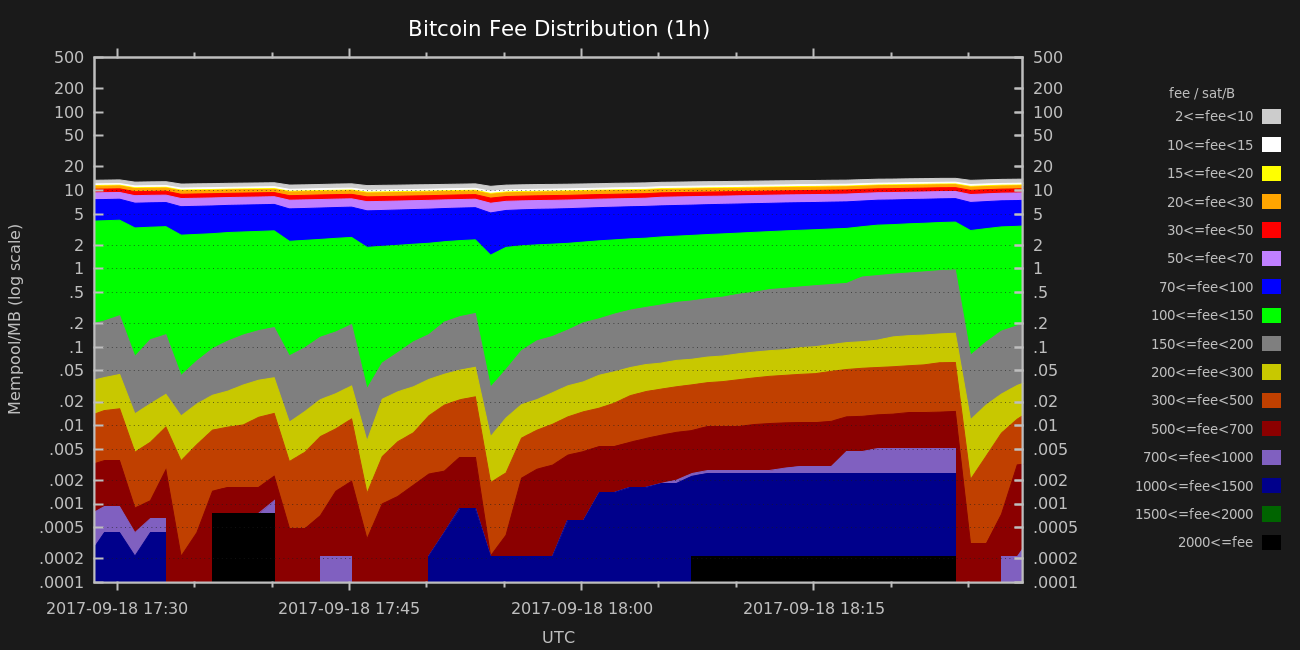 Bitcoin Fee Distribution (1h)
500
200
100
50
20
10
5
2
1
.5
.2
.1
.05
.02
.01
.005
.002
.001
.0005
.0002
.0001
Mempool/MB (log scale)
500
200
100
50
20
10
5
2
1
.5
.2
.1
.05
.02
.01
.005
.002
.001
.0005
.0002
.0001
2017-09-18 17:30 2017-09-18 17:45 2017-09-18 18:00 2017-09-18 18:15
UTC
fee / sat/B
2<=fee<10
10<=fee<15
15<=fee<20
20<=fee<30
30<=fee<50
50<=fee<70
70<=fee<100
100<=fee<150
150<=fee<200
200<=fee<300
300<=fee<500
500<=fee<700
700<=fee<1000
1000<=fee<1500
1500<=fee<2000
2000<=fee